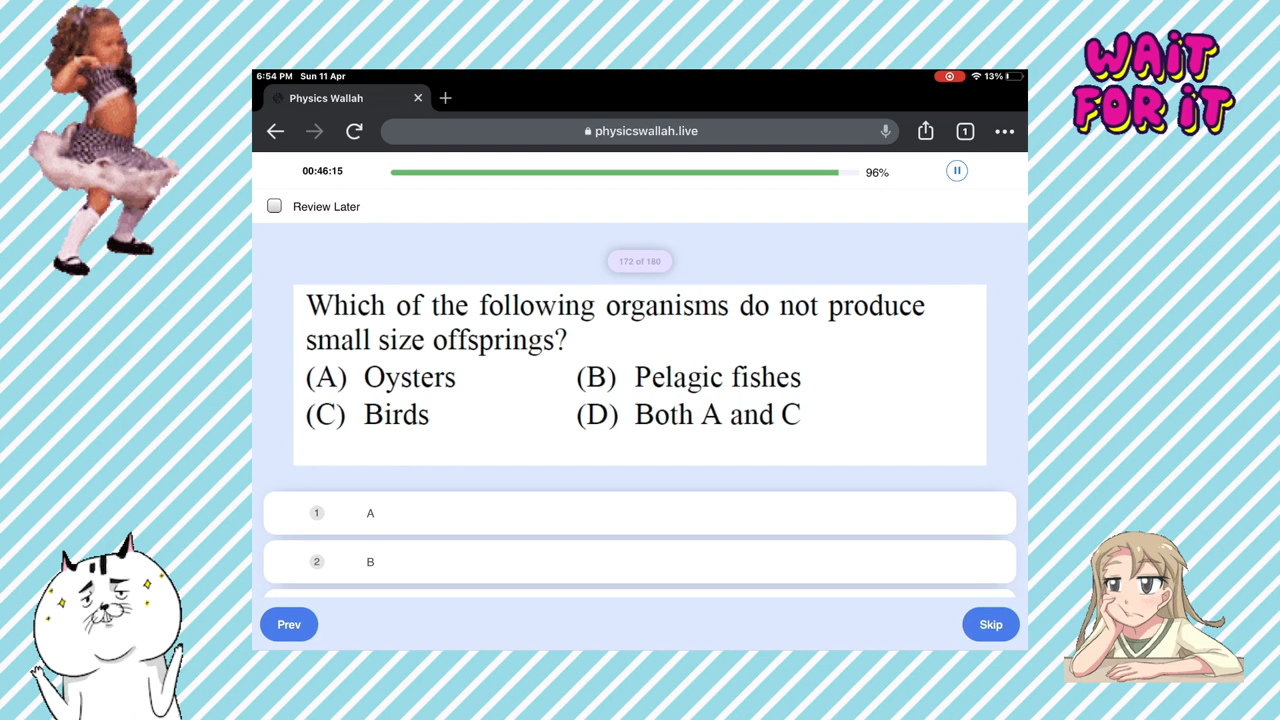 WAiT
FOR iT
6:54 PM Sun 11 Apr
13%
Physics Wallah
physicswallah.live
1
00:46:15
96%
Review Later
172 of 180
Which of the following organisms do not produce
small size offsprings?
(A) Oysters (B) Pelagic fishes
(C) Birds (D) Both A and C
1 A
2 B
Prev
Skip